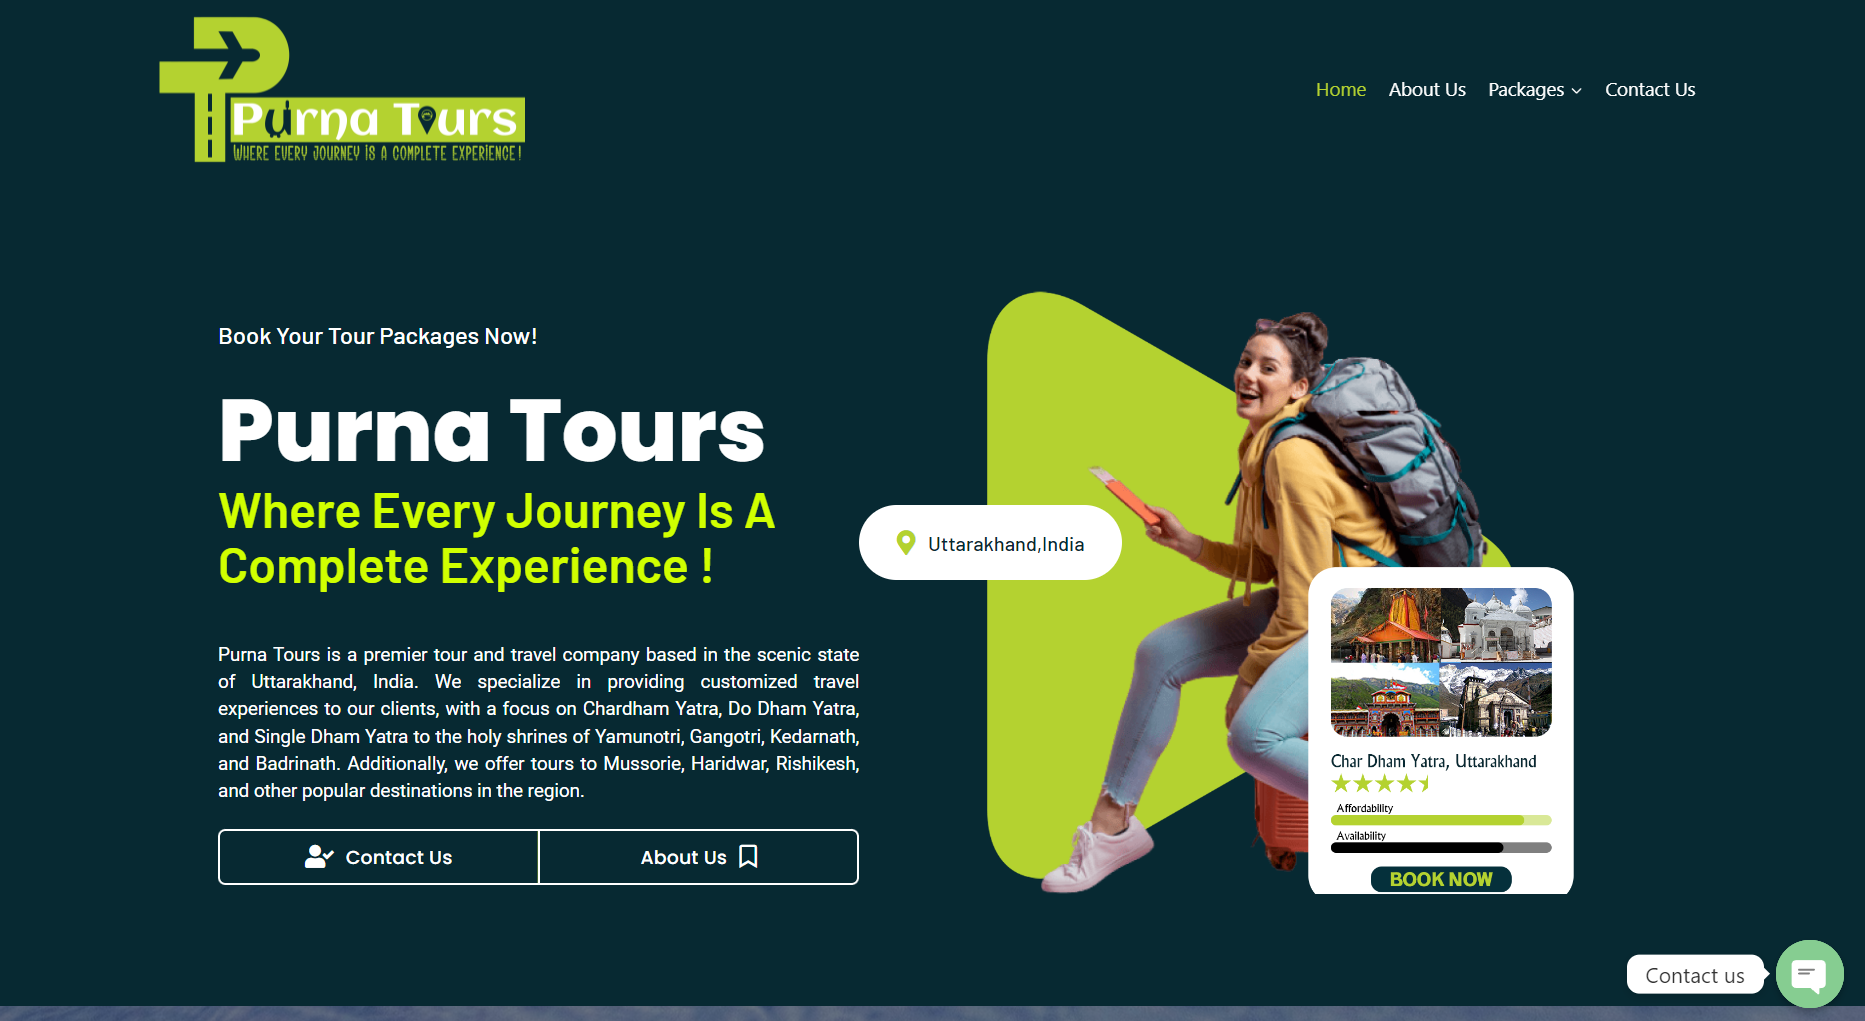 Purna Tours
WHERE EVERY JOURNEY IS A COMPLETE EXPERIENCE!
Home
About Us
Packages
Contact Us
Book Your Tour Packages Now!
Purna Tours
Where Every Journey Is A
Complete Experience !
Purna Tours is a premier tour and travel company based in the scenic state
of Uttarakhand, India. We specialize in providing customized travel
experiences to our clients, with a focus on Chardham Yatra, Do Dham Yatra,
and Single Dham Yatra to the holy shrines of Yamunotri, Gangotri, Kedarnath,
and Badrinath. Additionally, we offer tours to Mussorie, Haridwar, Rishikesh,
and other popular destinations in the region.
Contact Us
About Us
Uttarakhand,India
Char Dham Yatra, Uttarakhand
Affordability
Availability
BOOK NOW
Contact us